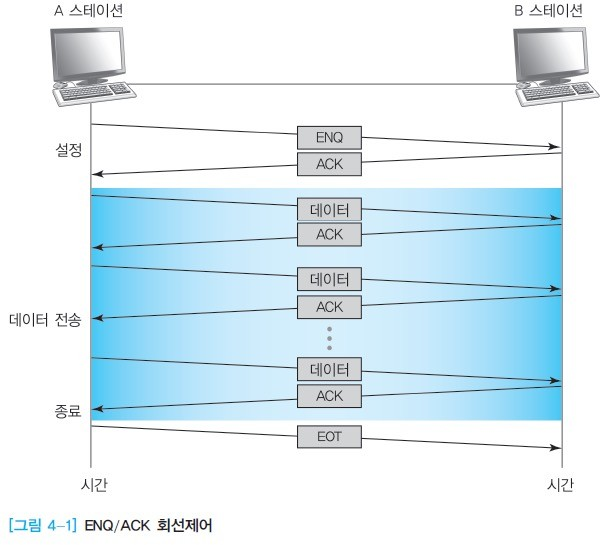 A 스테이션
B 스테이션
설정
ENQ
ACK
데이터
ACK
데이터
데이터 전송
ACK
데이터
종료
ACK
EOT
시간
시간
[그림 4-1] ENQ/ACK 회선제어